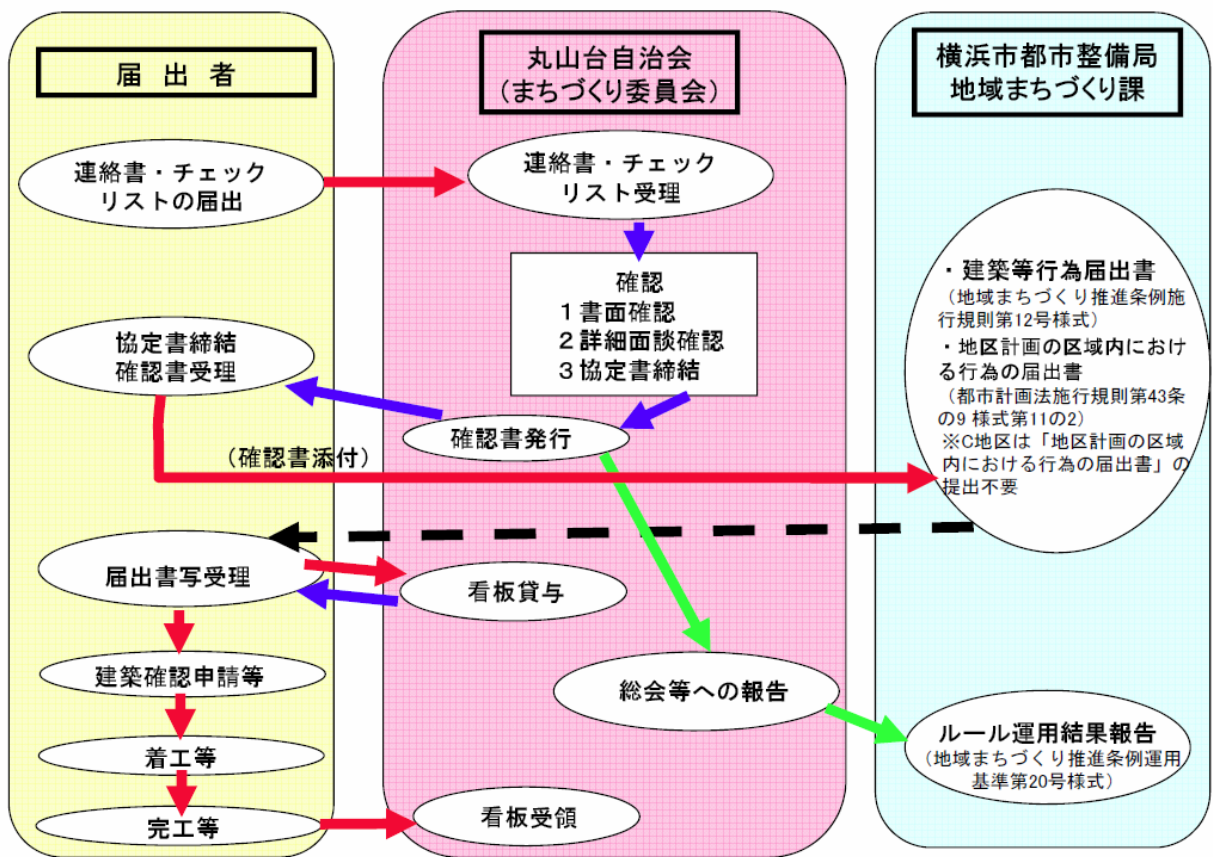 届 出 者
連絡書・チェック
リストの届出
協定書締結
確認書受理
(確認書添付)
届出書写受理
建築確認申請等
着工等
完工等
丸山台自治会
(まちづくり委員会)
連絡書・チェック
リスト受理
確認
1書面確認
2詳細面談確認
3協定書締結
確認書発行
看板貸与
総会等への報告
看板受領
横浜市都市整備局
地域まちづくり課
・建築等行為届出書
(地域まちづくり推進条例施
行規則第12号様式)
・地区計画の区域内におけ
る行為の届出書
(都市計画法施行規則第43条
の9 様式第11の2)
※C地区は「地区計画の区域
内における行為の届出書」の
提出不要
ルール運用結果報告
(地域まちづくり推進条例運用
基準第20号様式)